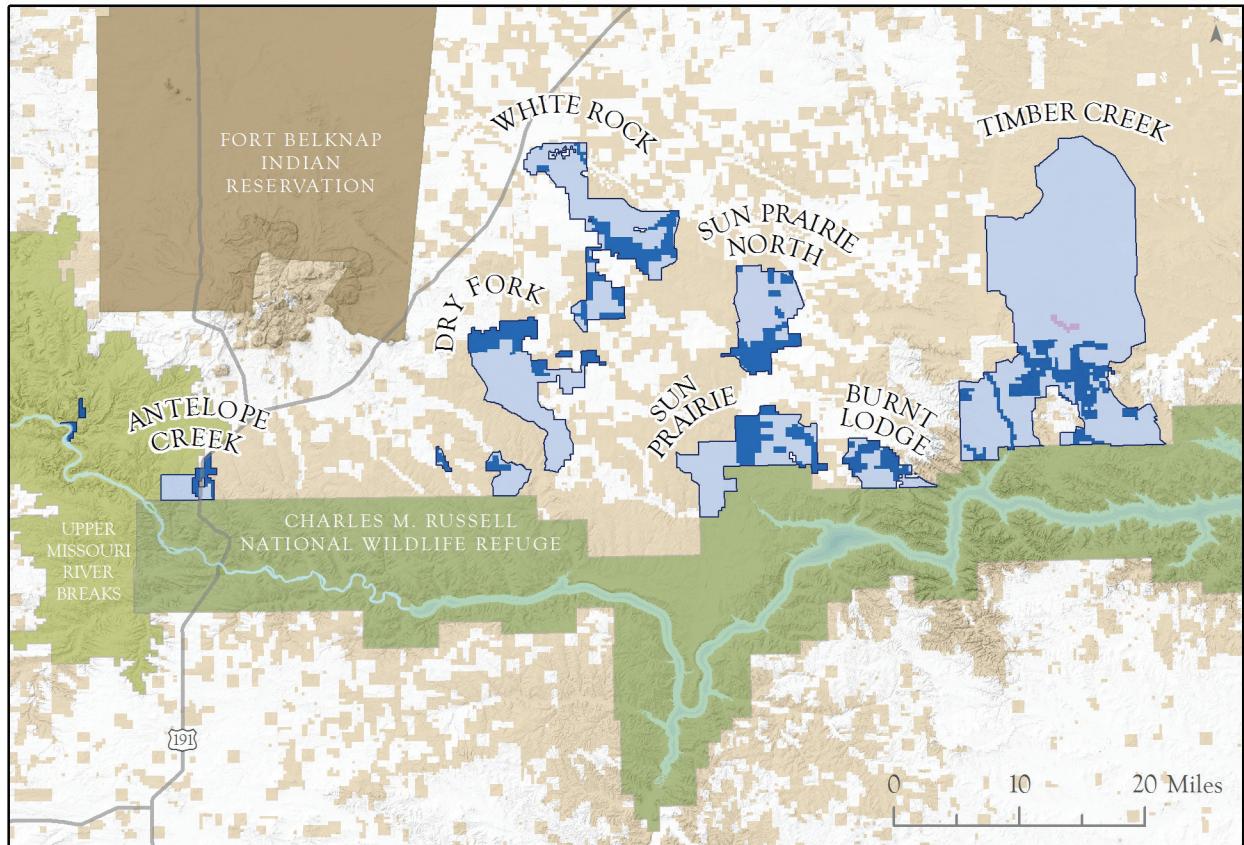 WHITE ROCK
TIMBER CREEK
FORT BELKNAP
INDIAN
RESERVATION
SUN PRAIRIE
NORTH
DRY FORK
ANTELOPE
CREEK
SUN
PRAIRIE
BURNT
LODGE
UPPER
MISSOURI
RIVER
BREAKS
CHARLES M. RUSSELL
NATIONAL WILDLIFE REFUGE
191
0 10 20 Miles